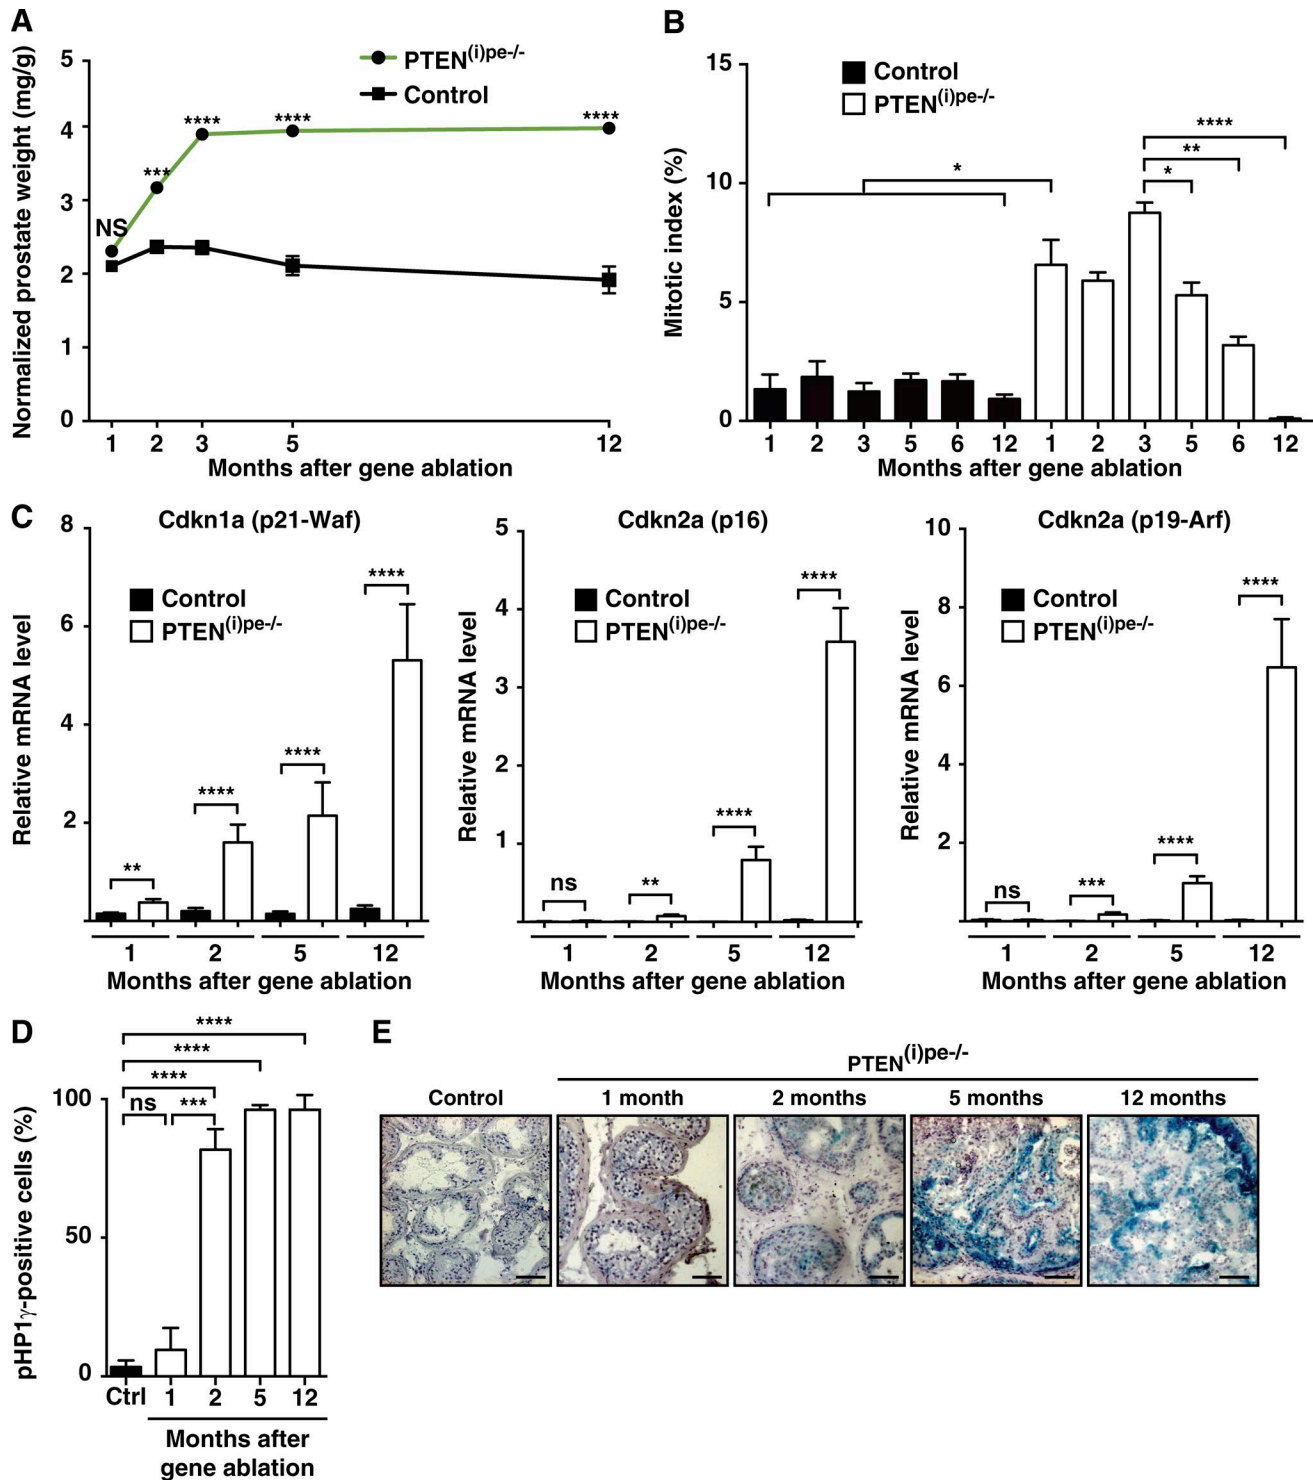 A
Normalized prostate weight (mg/g)
5
4
3
2
1
0
PTEN(i)pe-/-
Control
NS
***
****
****
****
1 2 3 5 12
Months after gene ablation
B
Mitotic index (%)
15
10
5
0
Control
PTEN(i)pe-/-
*
****
**
*
1 2 3 5 6 12 1 2 3 5 6 12
Months after gene ablation
C
Cdkn1a (p21-Waf)
Relative mRNA level
8
6
4
2
Control
PTEN(i)pe-/-
**
****
****
****
1 2 5 12
Months after gene ablation
Cdkn2a (p16)
Relative mRNA level
5
4
3
2
1
Control
PTEN(i)pe-/-
ns
**
****
****
1 2 5 12
Months after gene ablation
Cdkn2a (p19-Arf)
Relative mRNA level
10
8
6
4
2
Control
PTEN(i)pe-/-
ns
***
****
****
1 2 5 12
Months after gene ablation
D
pHP1γ-positive cells (%)
100
50
0
****
****
****
ns ***
Ctrl 1 2 5 12
Months after
gene ablation
E
PTEN(i)pe-/-
Control 1 month 2 months 5 months 12 months